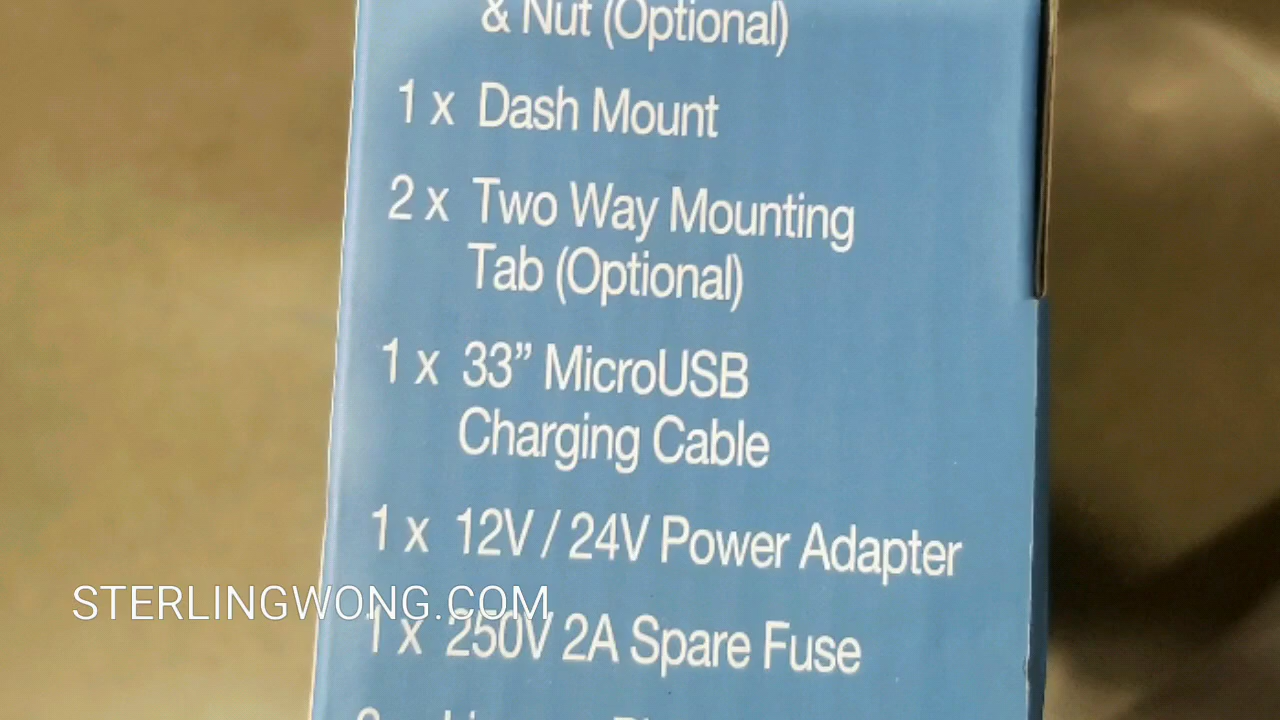 & Nut (Optional)
1 x Dash Mount
2 x Two Way Mounting
Tab (Optional)
1 x 33” MicroUSB
Charging Cable
1 x 12V / 24V Power Adapter
STERLINGWONG.COM
1 x 250V 2A Spare Fuse